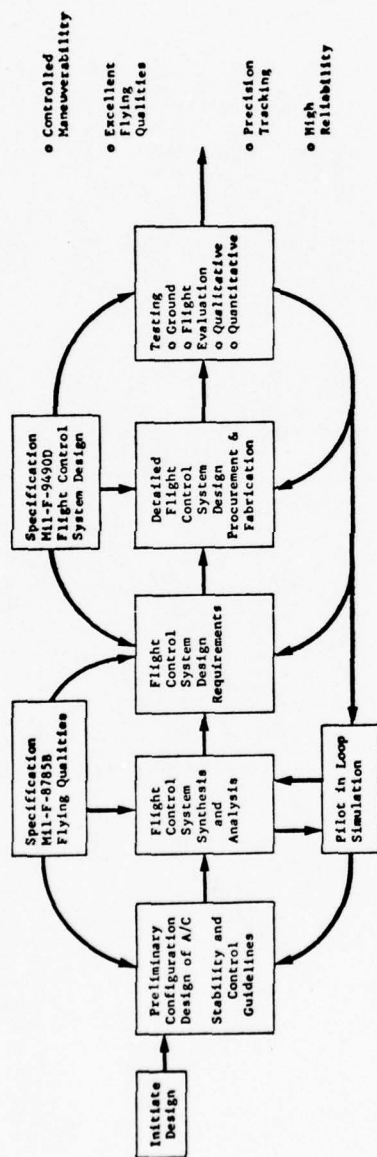 Initiate
Design
Preliminary
Configuration
Design of A/C
Stability and
Control
Guidelines
Specification
Mil-F-8785B
Flying Qualities
Flight
Control
System
Synthesis
and
Analysis
Pilot in Loop
Simulation
Flight
Control
System
Design
Requirements
Specification
Mil-F-9490D
Flight Control
System Design
Detailed
Flight
Control
System Design
Procurement &
Fabrication
Testing
o Ground
o Flight
Evaluation
o Qualitative
o Quantitative
o Controlled
Maneuverability
o Excellent
Flying
Qualities
o Precision
Tracking
o High
Reliability